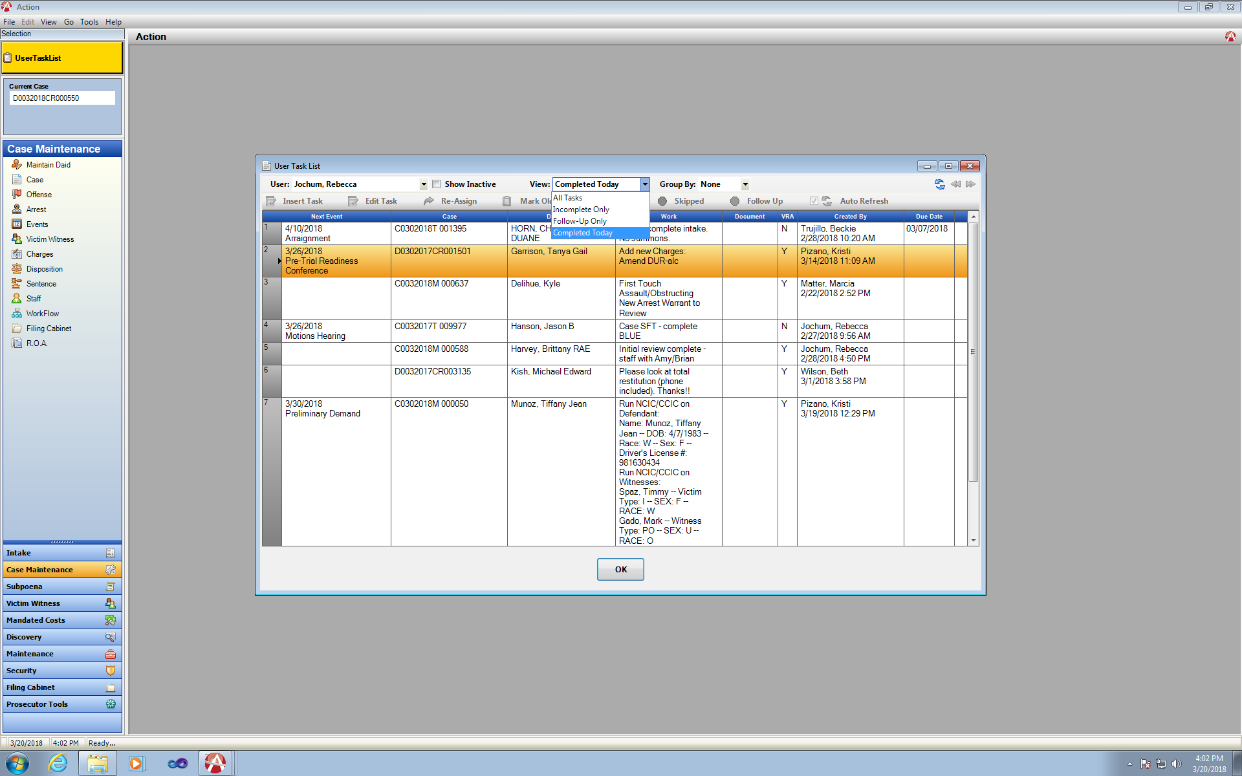 Action
File Edit View Go Tools Help
Selection
UserTaskList
Action
Current Case
D0032018CR000550
Case Maintenance
Maintain Daid
Case
Offense
Arrest
Events
Victim Witness
Charges
Disposition
Sentence
Staff
WorkFlow
Filing Cabinet
R.O.A.
Intake
Case Maintenance
Subpoena
Victim Witness
Mandated Costs
Discovery
Maintenance
Security
Filing Cabinet
Prosecutor Tools
User Task List
User: Jochum, Rebecca Show Inactive View: Completed Today Group By: None
All Tasks
Incomplete Only
Follow-Up Only
Completed Today
Insert Task Edit Task Re-Assign Mark Skipped Follow Up Auto Refresh
Next Event Case Work Document VRA Created By Due Date
1 4/10/2018 C0302018T 001395 HORN, complete intake. N Trujillo, Beckie 03/07/2018
Arraignment DUANE 2/28/2018 10:20 AM
2 3/26/2018 D0302017CR001501 Garrison, Tanya Gail Add new Charges: Y Pizano, Kristi
Pre-Trial Readiness Amend DUR-alc 3/14/2018 11:09 AM
Conference
3 C0032018M 000637 Delihue, Kyle First Touch Y Matter, Marcia
Assault/Obstructing 2/22/2018 2:52 PM
New Arrest Warrant to
Review
4 3/26/2018 C0032017T 009977 Hanson, Jason B Case SFT - complete N Jochum, Rebecca
Motions Hearing BLUE 2/27/2018 9:56 AM
5 C0032018M 000588 Harvey, Brittany RAE Initial review complete - Y Jochum, Rebecca
staff with Amy/Brian 2/28/2018 4:50 PM
6 D0032017CR003135 Kish, Michael Edward Please look at total Y Wilson, Beth
restitution (phone 3/1/2018 3:58 PM
included). Thanks!!
7 3/30/2018 C0302018M 000050 Munoz, Tiffany Jean Run NCIC/CCIC on Y Pizano, Kristi
Preliminary Demand Defendant: 3/19/2018 12:29 PM
Name: Munoz, Tiffany
Jean -- DOB: 4/7/1983 --
Race: W -- Sex: F --
Driver's License #:
981630434
Run NCIC/CCIC on
Witnesses:
Spaz, Timmy -- Victim
Type: I -- SEX: F --
RACE: W
Gado, Mark -- Witness
Type: PO -- SEX: U --
RACE: O
OK
3/20/2018 4:02 PM Ready...
4:02 PM
3/20/2018